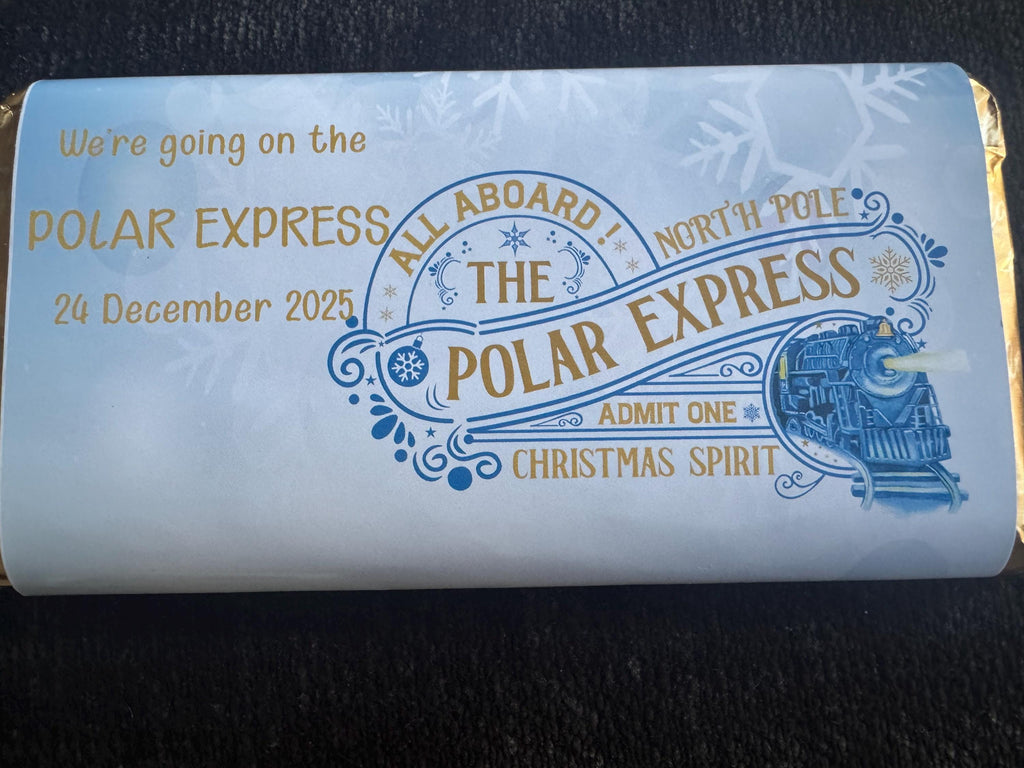 We're going on the
POLAR EXPRESS
24 December 2025
ALL ABOARD!
THE
NORTH POLE
POLAR EXPRESS
ADMIT ONE
CHRISTMAS SPIRIT